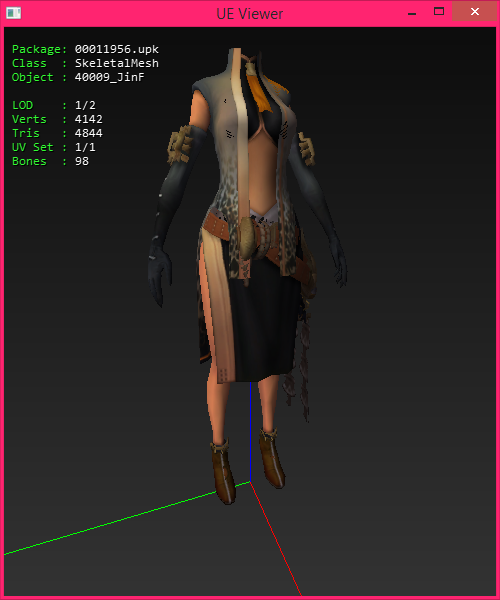 UE Viewer
Package: 00011956.upk
Class : SkeletalMesh
Object : 40009_JinF
LOD : 1/2
Verts : 4142
Tris : 4844
UV Set : 1/1
Bones : 98